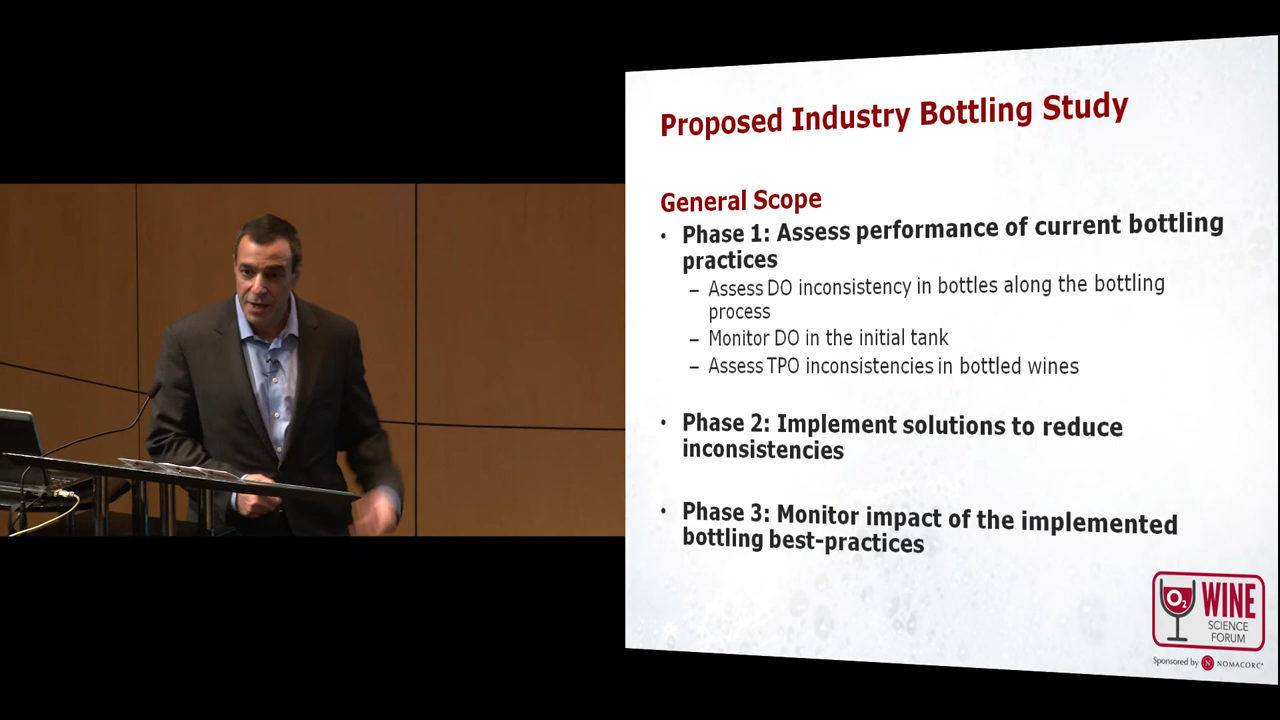 Proposed Industry Bottling Study
General Scope
• Phase 1: Assess performance of current bottling
practices
– Assess DO inconsistency in bottles along the bottling
process
– Monitor DO in the initial tank
– Assess TPO inconsistencies in bottled wines
• Phase 2: Implement solutions to reduce
inconsistencies
• Phase 3: Monitor impact of the implemented
bottling best-practices
O2 WINE
SCIENCE
FORUM
Sponsored by N NOMACORC